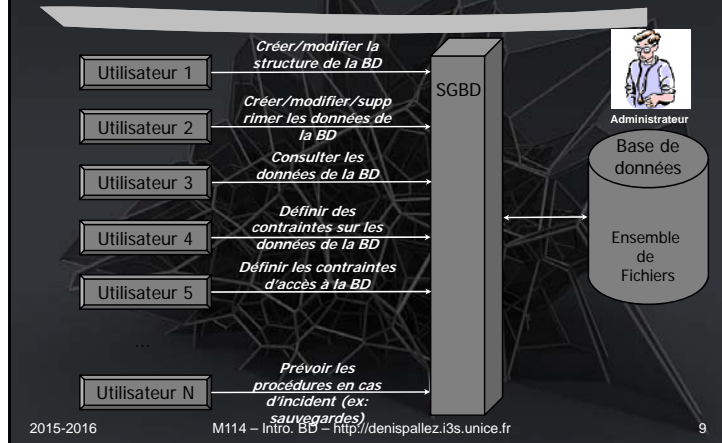 Créer/modifier la
structure de la BD
Utilisateur 1
SGBD
Administrateur
Créer/modifier/supp
rimer les données de
la BD
Utilisateur 2
Base de
données
Consulter les
données de la BD
Utilisateur 3
Définir des
contraintes sur les
données de la BD
Utilisateur 4
Ensemble
de
Fichiers
Définir les contraintes
d'accès à la BD
Utilisateur 5
...
Prévoir les
procédures en cas
d'incident (ex:
sauvegardes)
Utilisateur N
2015-2016
M114 – Intro. BD – http://denispallez.i3s.unice.fr
9